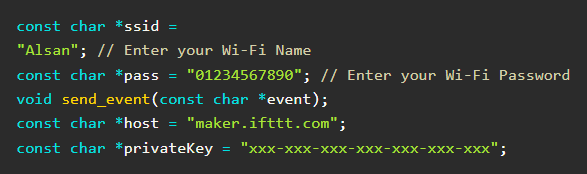 const char *ssid =
"Alsan"; // Enter your Wi-Fi Name
const char *pass = "01234567890"; // Enter your Wi-Fi Password
void send_event(const char *event);
const char *host = "maker.ifttt.com";
const char *privateKey = "xxx-xxx-xxx-xxx-xxx-xxx-xxx";